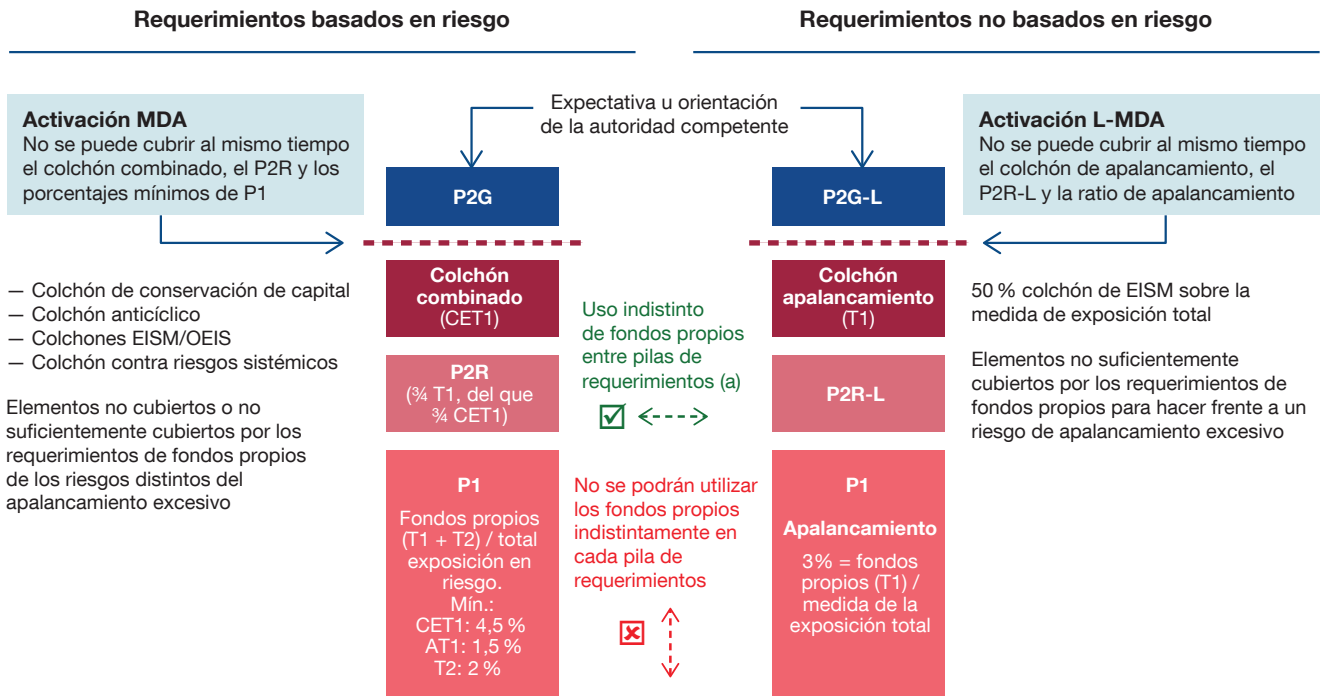 Requerimientos basados en riesgo
Requerimientos no basados en riesgo
Activación MDA
No se puede cubrir al mismo tiempo
el colchón combinado, el P2R y los
porcentajes mínimos de P1
Expectativa u orientación
de la autoridad competente
Activación L-MDA
No se puede cubrir al mismo tiempo
el colchón de apalancamiento, el
P2R-L y la ratio de apalancamiento
P2G
P2G-L
— Colchón de conservación de capital
— Colchón anticíclico
— Colchones EISM/OEIS
— Colchón contra riesgos sistémicos
Elementos no cubiertos o no
suficientemente cubiertos por los
requerimientos de fondos propios
de los riesgos distintos del
apalancamiento excesivo
Colchón
combinado
(CET1)
P2R
(¾ T1, del que
¾ CET1)
P1
Fondos propios
(T1 + T2) / total
exposición en
riesgo.
Mín.:
CET1: 4,5 %
AT1: 1,5 %
T2: 2 %
Uso indistinto
de fondos propios
entre pilas de
requerimientos (a)
No se podrán utilizar
los fondos propios
indistintamente en
cada pila de
requerimientos
Colchón
apalancamiento
(T1)
P2R-L
P1
Apalancamiento
3% = fondos
propios (T1) /
medida de la
exposición total
50 % colchón de EISM sobre la
medida de exposición total
Elementos no suficientemente
cubiertos por los requerimientos de
fondos propios para hacer frente a un
riesgo de apalancamiento excesivo